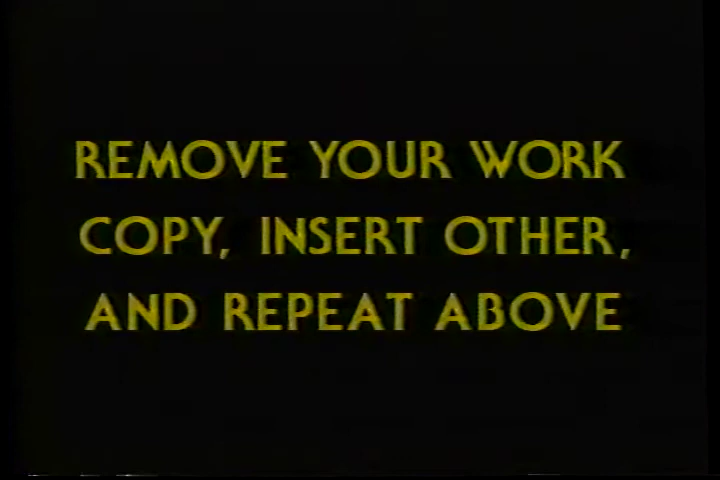 REMOVE YOUR WORK
COPY, INSERT OTHER,
AND REPEAT ABOVE